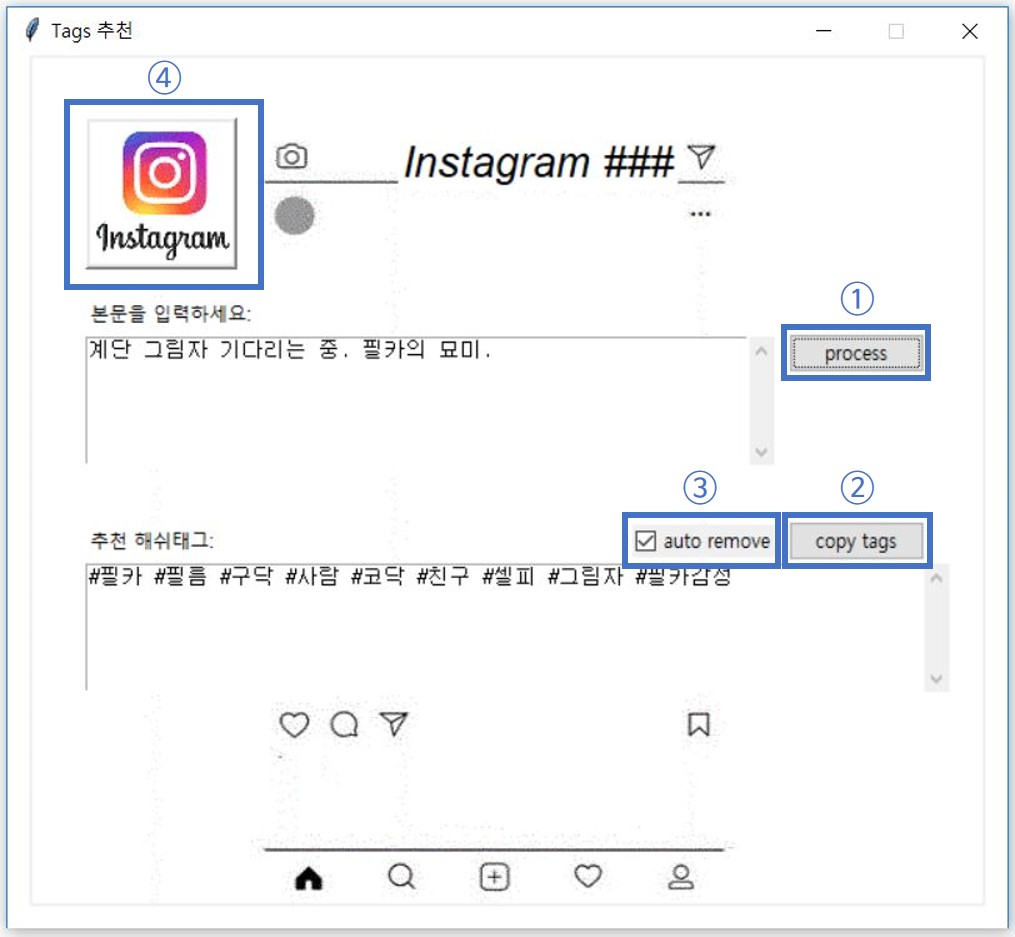 Tags 추천
④
Instagram ###
Instagram
본문을 입력하세요:
①
계단 그림자 기다리는 중. 필카의 묘미.
process
③
②
추천 해쉬태그:
auto remove
copy tags
#필카 #필름 #구닥 #사람 #코닥 #친구 #셀피 #그림자 #필카감성